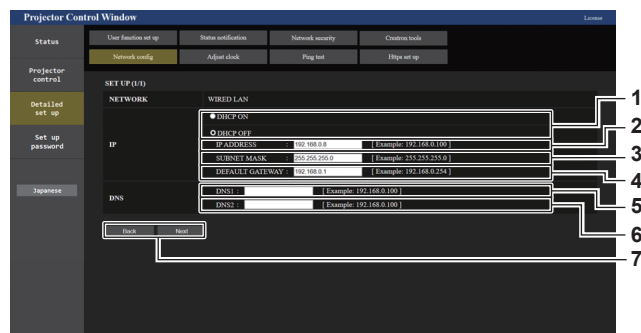 Projector Control Window
License
Status
User function set up
Status notification
Network security
Crestron tools
Network config
Adjust clock
Ping test
Https set up
Projector
control
SET UP (1/1)
Detailed
set up
NETWORK WIRED LAN
DHCP ON
1
DHCP OFF
IP
IP ADDRESS : 192.168.0.8 [ Example: 192.168.0.100 ]
2
SUBNET MASK : 255.255.255.0 [ Example: 255.255.255.0 ]
3
DEFAULT GATEWAY : 192.168.0.1 [ Example: 192.168.0.254 ]
4
Set up
password
Japanese
DNS
DNS1 : [ Example: 192.168.0.100 ]
5
DNS2 : [ Example: 192.168.0.100 ]
6
Back Next
7